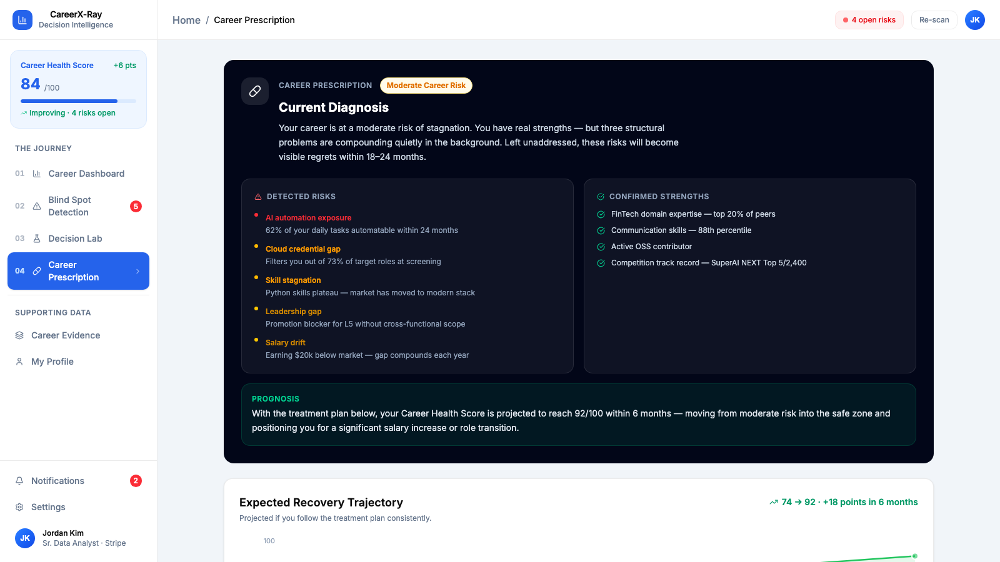 CareerX-Ray
Decision Intelligence
Home / Career Prescription
4 open risks
Re-scan
JK
Career Health Score
+6 pts
84 /100
Improving · 4 risks open
THE JOURNEY
01 Career Dashboard
02 Blind Spot
Detection
5
03 Decision Lab
04 Career
Prescription
SUPPORTING DATA
Career Evidence
My Profile
Notifications
2
Settings
JK
Jordan Kim
Sr. Data Analyst · Stripe
CAREER PRESCRIPTION
Moderate Career Risk
Current Diagnosis
Your career is at a moderate risk of stagnation. You have real strengths — but three structural
problems are compounding quietly in the background. Left unaddressed, these risks will become
visible regrets within 18–24 months.
DETECTED RISKS
AI automation exposure
62% of your daily tasks automatable within 24 months
Cloud credential gap
Filters you out of 73% of target roles at screening
Skill stagnation
Python skills plateau — market has moved to modern stack
Leadership gap
Promotion blocker for L5 without cross-functional scope
Salary drift
Earning $20k below market — gap compounds each year
CONFIRMED STRENGTHS
FinTech domain expertise — top 20% of peers
Communication skills — 88th percentile
Active OSS contributor
Competition track record — SuperAI NEXT Top 5/2,400
PROGNOSIS
With the treatment plan below, your Career Health Score is projected to reach 92/100 within 6 months — moving from moderate risk into the safe zone and
positioning you for a significant salary increase or role transition.
Expected Recovery Trajectory
74 → 92 · +18 points in 6 months
Projected if you follow the treatment plan consistently.
100